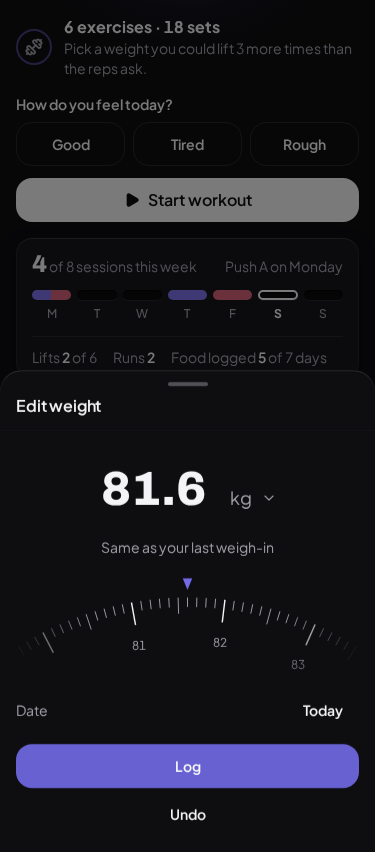 6 exercises · 18 sets
Pick a weight you could lift 3 more times than
the reps ask.
How do you feel today?
Good
Tired
Rough
Start workout
4 of 8 sessions this week
Push A on Monday
M
T
W
T
F
S
S
Lifts 2 of 6
Runs 2
Food logged 5 of 7 days
Edit weight
81.6
kg
Same as your last weigh-in
81
82
83
Date
Today
Log
Undo